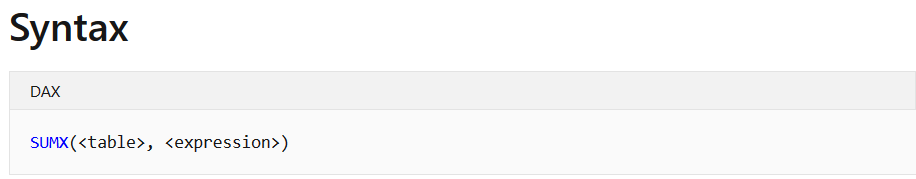 Syntax
DAX
SUMX(<table>, <expression>)